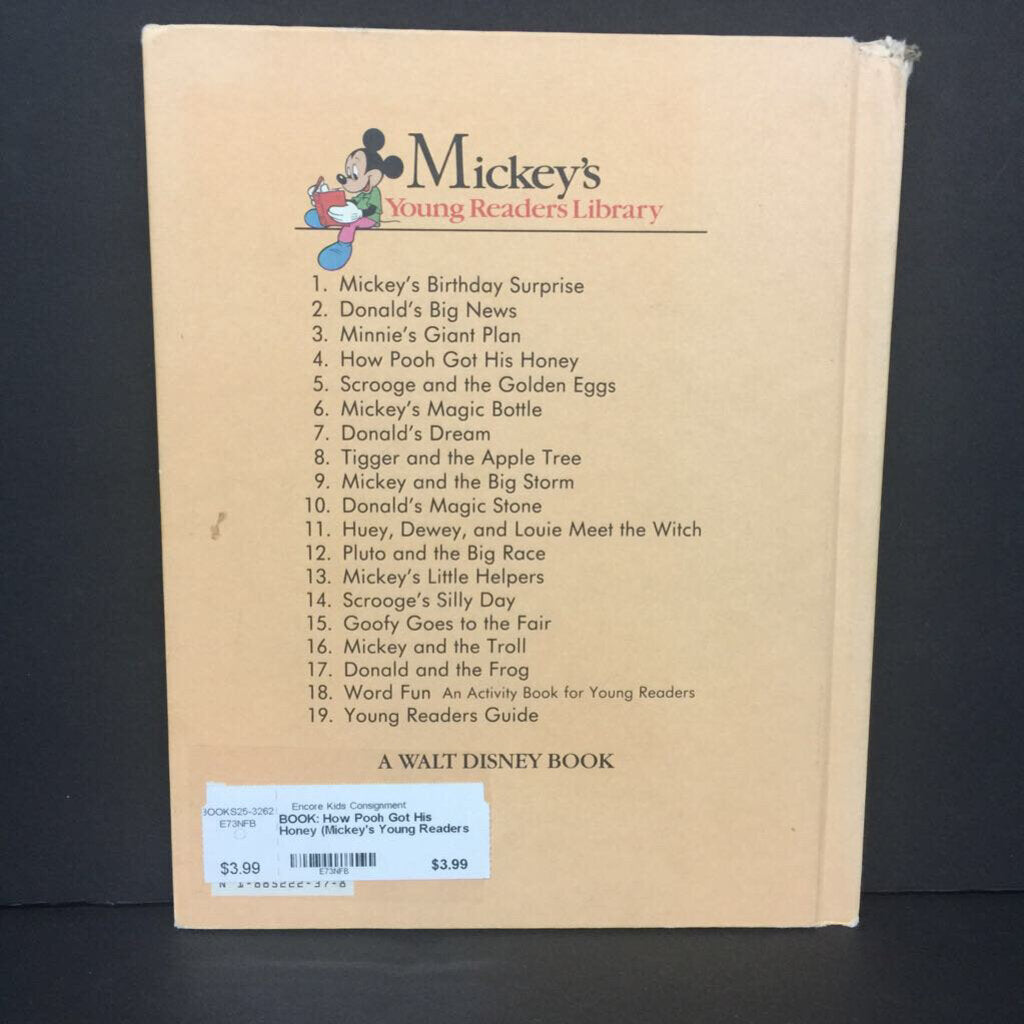 Mickey's
Young Readers Library
1. Mickey's Birthday Surprise
2. Donald's Big News
3. Minnie's Giant Plan
4. How Pooh Got His Honey
5. Scrooge and the Golden Eggs
6. Mickey's Magic Bottle
7. Donald's Dream
8. Tigger and the Apple Tree
9. Mickey and the Big Storm
10. Donald's Magic Stone
11. Huey, Dewey, and Louie Meet the Witch
12. Pluto and the Big Race
13. Mickey's Little Helpers
14. Scrooge's Silly Day
15. Goofy Goes to the Fair
16. Mickey and the Troll
17. Donald and the Frog
18. Word Fun An Activity Book for Young Readers
19. Young Readers Guide
A WALT DISNEY BOOK
Encore Kids Consignment
BOOKS25-3262
E73NFB
BOOK: How Pooh Got His
Honey (Mickey's Young Readers
$3.99
E73NFB
$3.99